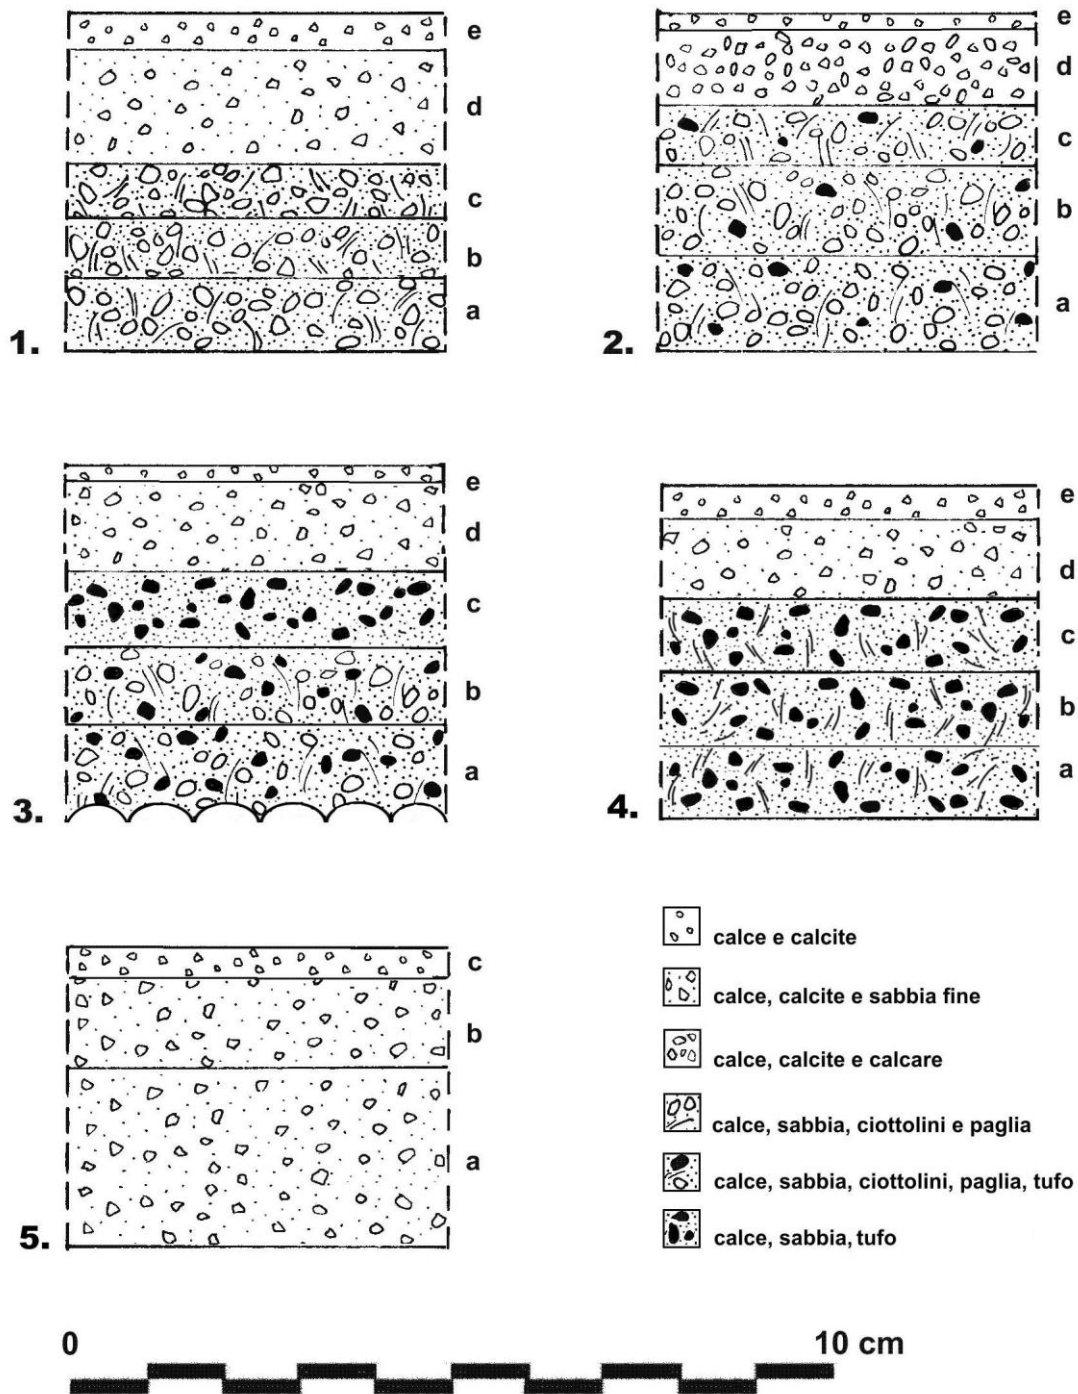 e
d
c
b
a
1.
e
d
c
b
a
2.
e
d
c
b
a
3.
e
d
c
b
a
4.
c
b
a
5.
calce e calcite
calce, calcite e sabbia fine
calce, calcite e calcare
calce, sabbia, ciottolini e paglia
calce, sabbia, ciottolini, paglia, tufo
calce, sabbia, tufo
0 10 cm